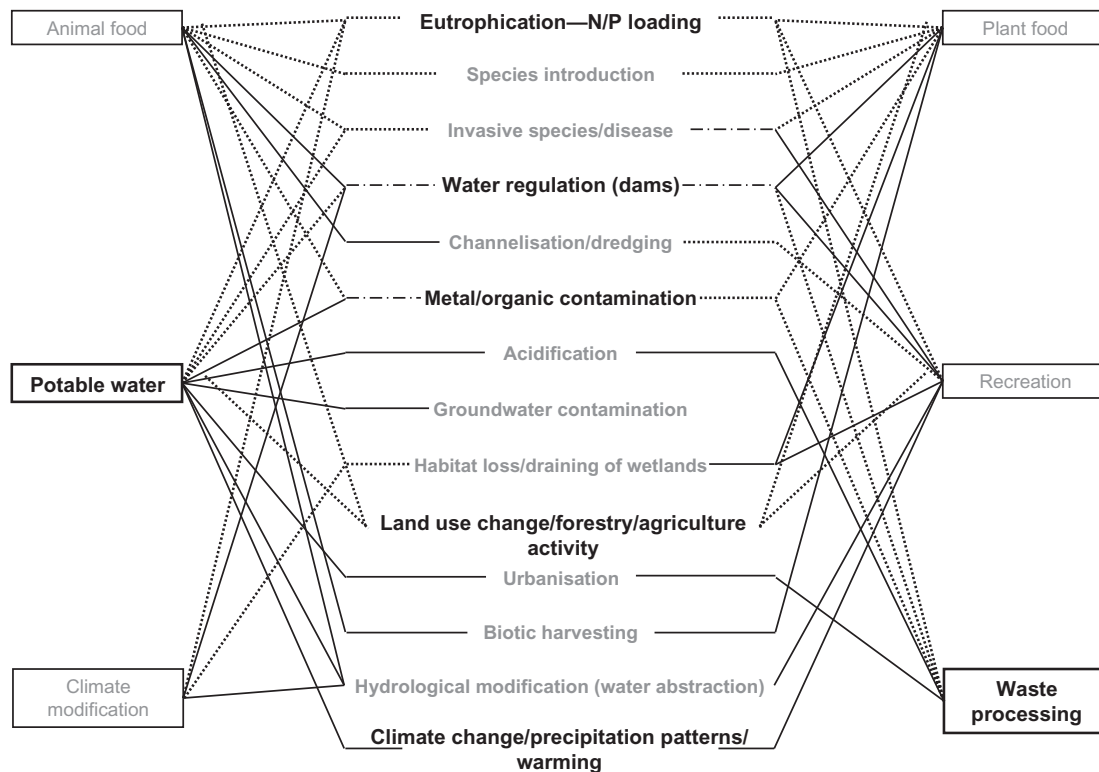 Animal food
Eutrophication—N/P loading
Plant food
Species introduction
Invasive species/disease
Water regulation (dams)
Channelisation/dredging
Metal/organic contamination
Acidification
Potable water
Recreation
Groundwater contamination
Habitat loss/draining of wetlands
Land use change/forestry/agriculture
activity
Urbanisation
Biotic harvesting
Climate
modification
Hydrological modification (water abstraction)
Waste
processing
Climate change/precipitation patterns/
warming